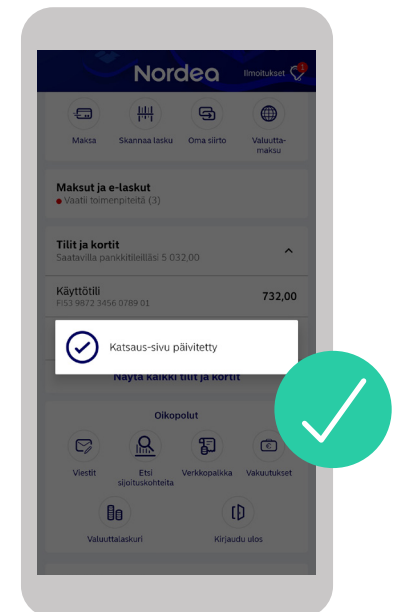 Nordea
Ilmoitukset
Maksa
Skannaa lasku
Oma siirto
Valuutta-
maksu
Maksut ja e-laskut
Vaatii toimenpiteitä (3)
Tilit ja kortit
Saatavilla pankkitileilläsi 5 032,00
Käyttötili
732,00
FI53 9872 3456 0789 01
Katsaus-sivu päivitetty
Näytä kaikki tilit ja kortit
Oikopolut
Viestit
Etsi
sijoituskohteita
Verkkopalkka
Vakuutukset
Valuuttalaskuri
Kirjaudu ulos